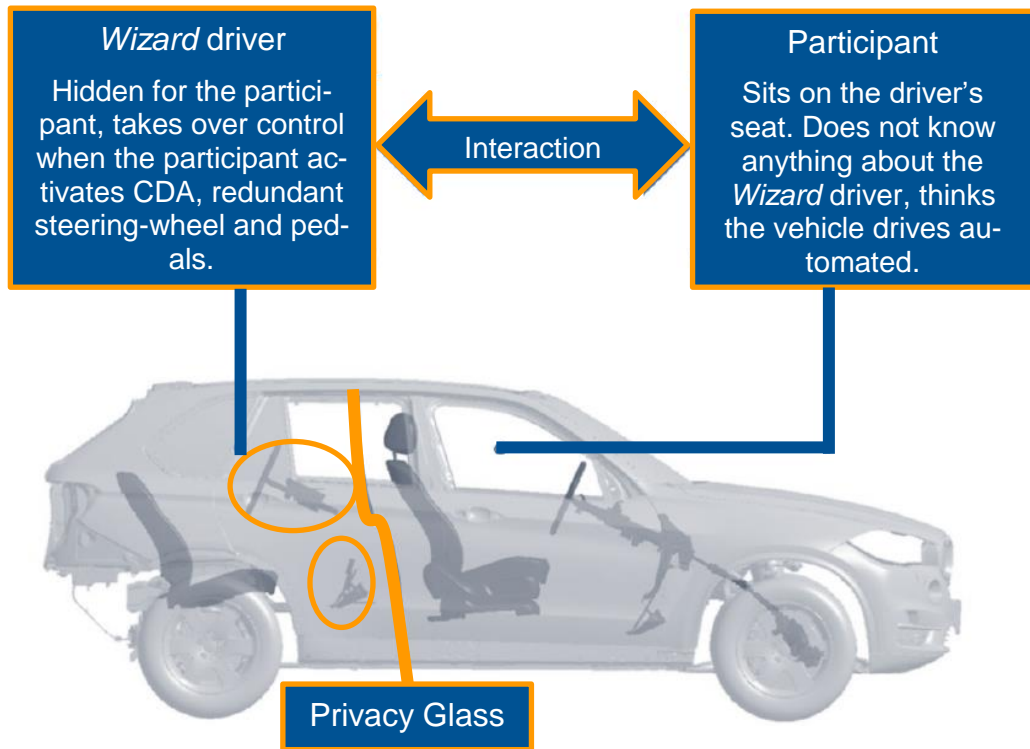 Wizard driver
Hidden for the partici-
pant, takes over control
when the participant ac-
tivates CDA, redundant
steering-wheel and ped-
als.
Interaction
Participant
Sits on the driver's
seat. Does not know
anything about the
Wizard driver, thinks
the vehicle drives au-
tomated.
Privacy Glass